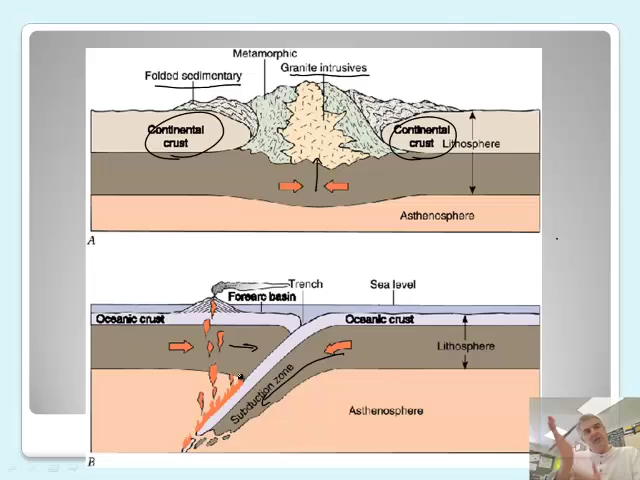 Metamorphic
Granite intrusives
Folded sedimentary
Continental
crust
Continental
crust
Lithosphere
Asthenosphere
A
Trench
Sea level
Forearc basin
Oceanic crust
Oceanic crust
Lithosphere
Subduction zone
Asthenosphere
B